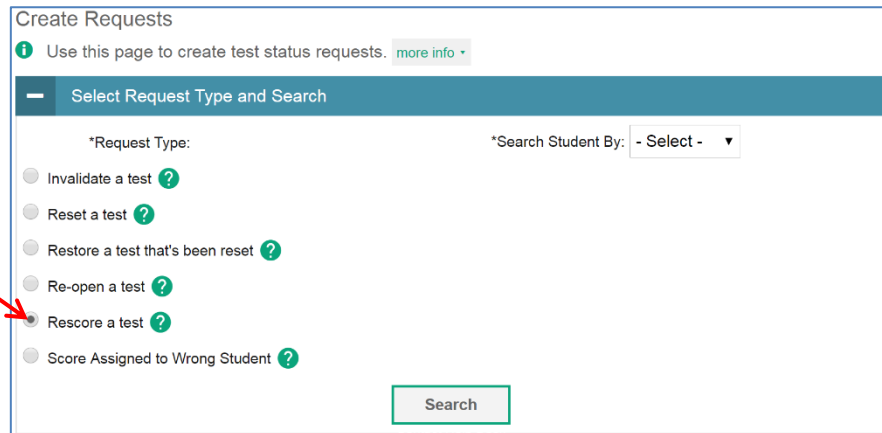 Create Requests
i Use this page to create test status requests. more info
Select Request Type and Search
*Request Type: *Search Student By: - Select -
Invalidate a test ?
Reset a test ?
Restore a test that's been reset ?
Re-open a test ?
Rescore a test ?
Score Assigned to Wrong Student ?
Search